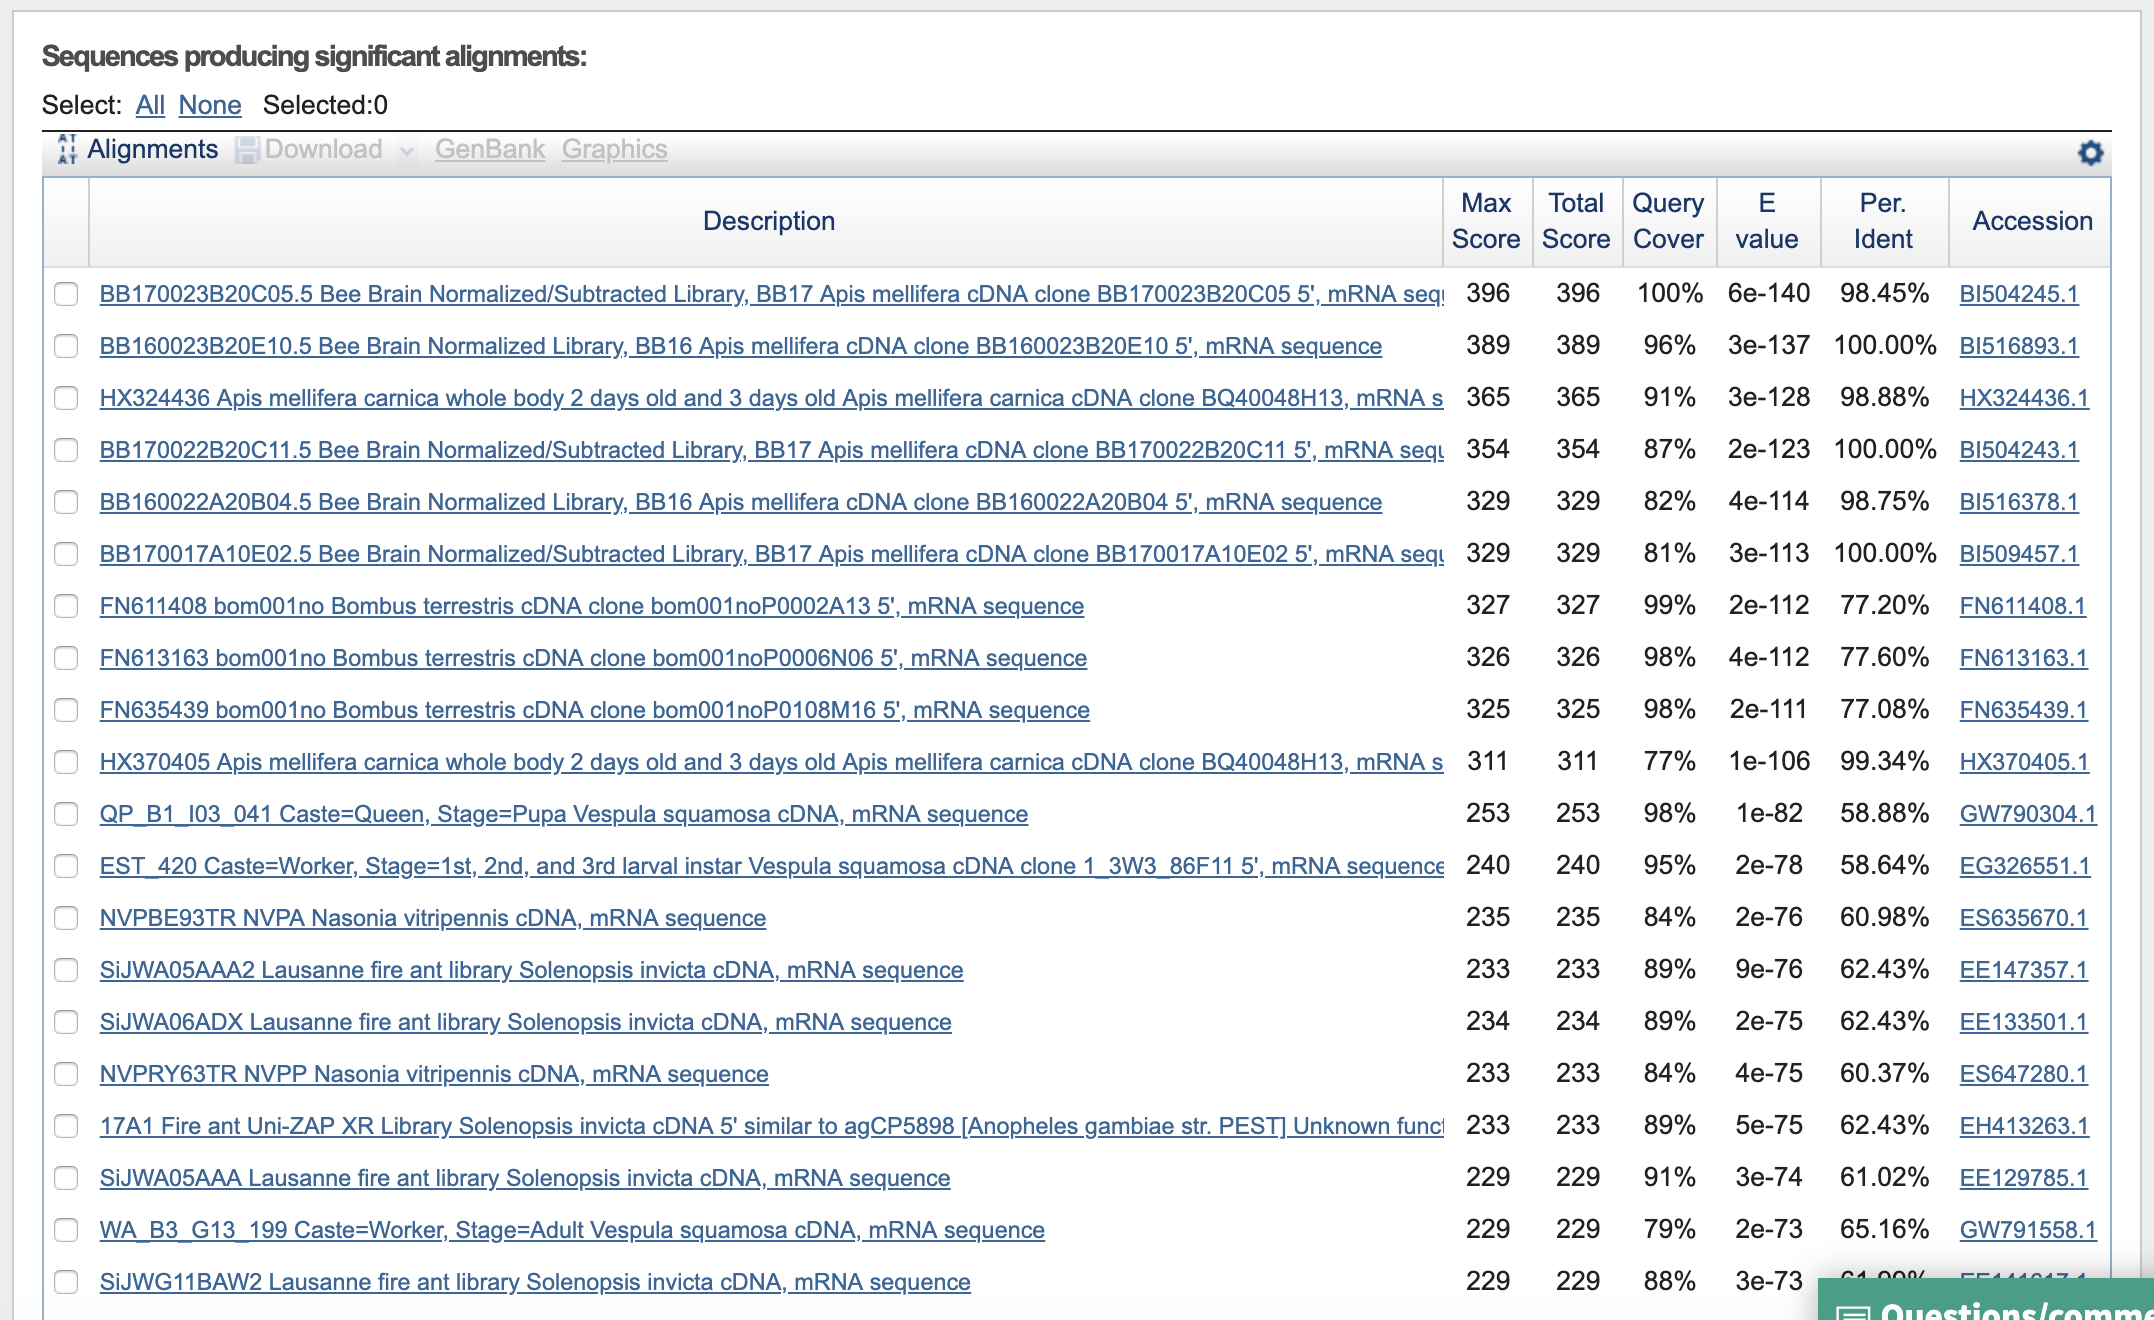 Sequences producing significant alignments:
Select: All None Selected:0
Alignments Download GenBank Graphics
Description Max Score Total Score Query Cover E value Per. Ident Accession
BB170023B20C05.5 Bee Brain Normalized/Subtracted Library, BB17 Apis mellifera cDNA clone BB170023B20C05 5', mRNA sequ 396 396 100% 6e-140 98.45% BI504245.1
BB160023B20E10.5 Bee Brain Normalized Library, BB16 Apis mellifera cDNA clone BB160023B20E10 5', mRNA sequence 389 389 96% 3e-137 100.00% BI516893.1
HX324436 Apis mellifera carnica whole body 2 days old and 3 days old Apis mellifera carnica cDNA clone BQ40048H13, mRNA s 365 365 91% 3e-128 98.88% HX324436.1
BB170022B20C11.5 Bee Brain Normalized/Subtracted Library, BB17 Apis mellifera cDNA clone BB170022B20C11 5', mRNA sequ 354 354 87% 2e-123 100.00% BI504243.1
BB160022A20B04.5 Bee Brain Normalized Library, BB16 Apis mellifera cDNA clone BB160022A20B04 5', mRNA sequence 329 329 82% 4e-114 98.75% BI516378.1
BB170017A10E02.5 Bee Brain Normalized/Subtracted Library, BB17 Apis mellifera cDNA clone BB170017A10E02 5', mRNA sequ 329 329 81% 3e-113 100.00% BI509457.1
FN611408 bom001no Bombus terrestris cDNA clone bom001noP0002A13 5', mRNA sequence 327 327 99% 2e-112 77.20% FN611408.1
FN613163 bom001no Bombus terrestris cDNA clone bom001noP0006N06 5', mRNA sequence 326 326 98% 4e-112 77.60% FN613163.1
FN635439 bom001no Bombus terrestris cDNA clone bom001noP0108M16 5', mRNA sequence 325 325 98% 2e-111 77.08% FN635439.1
HX370405 Apis mellifera carnica whole body 2 days old and 3 days old Apis mellifera carnica cDNA clone BQ40048H13, mRNA s 311 311 77% 1e-106 99.34% HX370405.1
QP_B1_I03_041 Caste=Queen, Stage=Pupa Vespula squamosa cDNA, mRNA sequence 253 253 98% 1e-82 58.88% GW790304.1
EST_420 Caste=Worker, Stage=1st, 2nd, and 3rd larval instar Vespula squamosa cDNA clone 1_3W3_86F11 5', mRNA sequence 240 240 95% 2e-78 58.64% EG326551.1
NVPBE93TR NVPA Nasonia vitripennis cDNA, mRNA sequence 235 235 84% 2e-76 60.98% ES635670.1
SiJWA05AAA2 Lausanne fire ant library Solenopsis invicta cDNA, mRNA sequence 233 233 89% 9e-76 62.43% EE147357.1
SiJWA06ADX Lausanne fire ant library Solenopsis invicta cDNA, mRNA sequence 234 234 89% 2e-75 62.43% EE133501.1
NVPRY63TR NVPP Nasonia vitripennis cDNA, mRNA sequence 233 233 84% 4e-75 60.37% ES647280.1
17A1 Fire ant Uni-ZAP XR Library Solenopsis invicta cDNA 5' similar to agCP5898 [Anopheles gambiae str. PEST] Unknown funct 233 233 89% 5e-75 62.43% EH413263.1
SiJWA05AAA Lausanne fire ant library Solenopsis invicta cDNA, mRNA sequence 229 229 91% 3e-74 61.02% EE129785.1
WA_B3_G13_199 Caste=Worker, Stage=Adult Vespula squamosa cDNA, mRNA sequence 229 229 79% 2e-73 65.16% GW791558.1
SiJWG11BAW2 Lausanne fire ant library Solenopsis invicta cDNA, mRNA sequence 229 229 88% 3e-73
Questions/comme